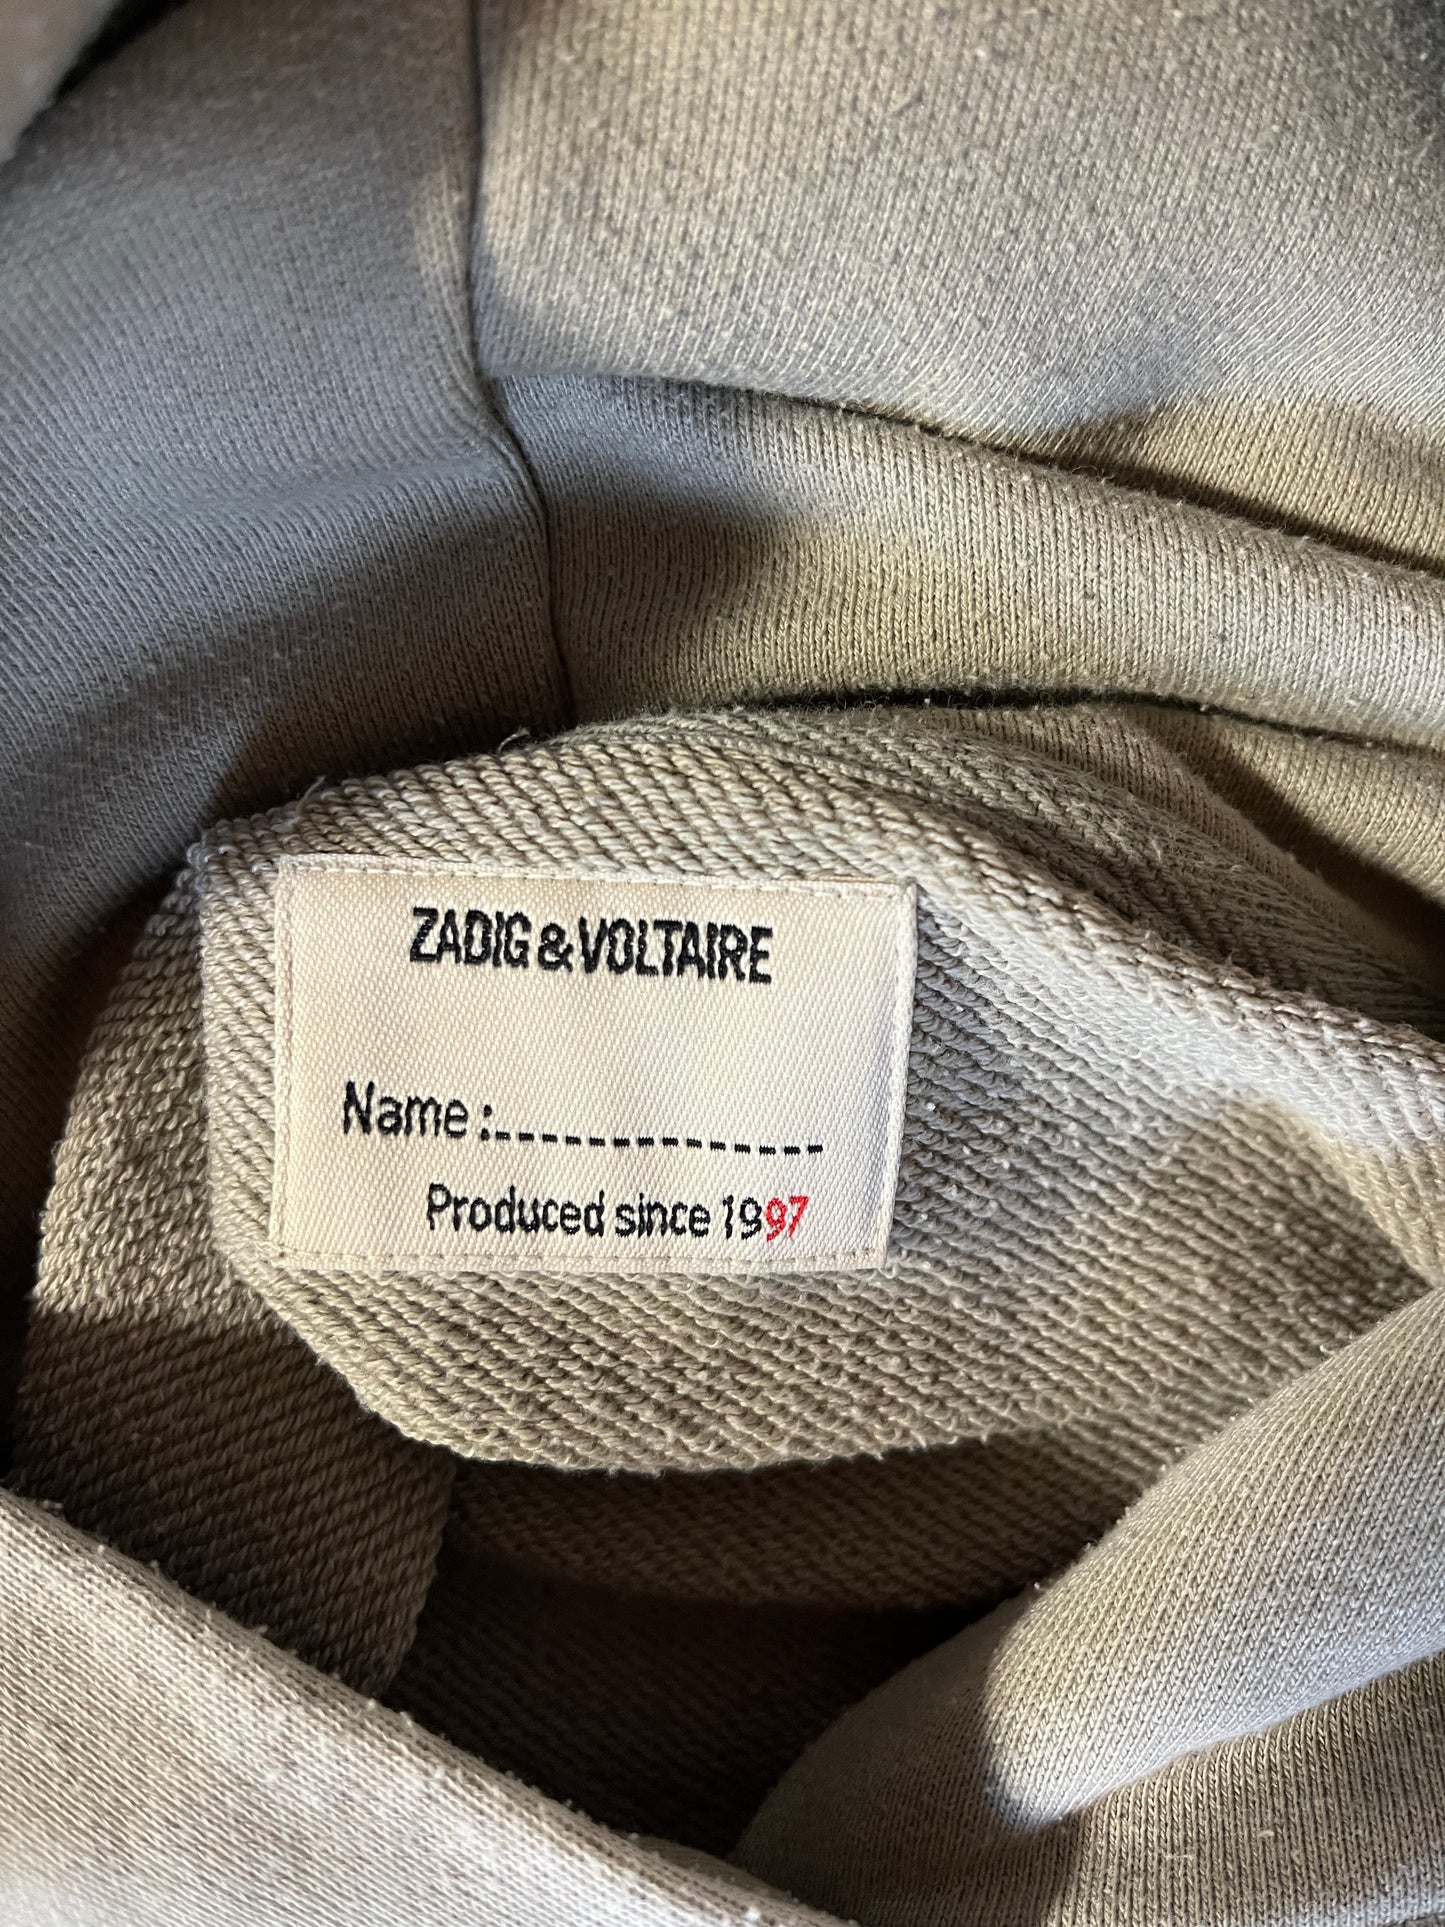 ZADIG & VOLTAIRE
Name :--------------
Produced since 1997